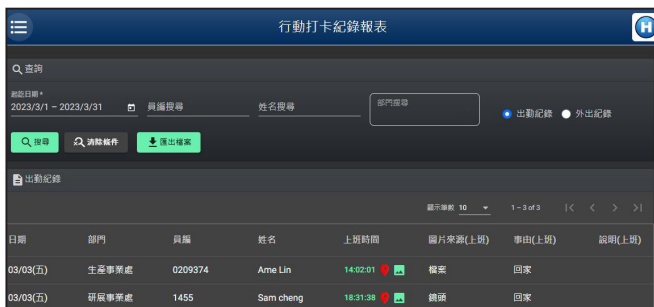 行動打卡紀錄報表
H
查詢
起訖日期*
2023/3/1 – 2023/3/31
員編搜尋
姓名搜尋
部門搜尋
出勤紀錄
外出紀錄
搜尋
清除條件
匯出檔案
出勤紀錄
顯示筆數 10
1 – 3 of 3
日期 部門 員編 姓名 上班時間 圖片來源(上班) 事由(上班) 說明(上班)
03/03(五) 生產事業處 0209374 Ame Lin 14:02:01 檔案 回家
03/03(五) 研展事業處 1455 Sam cheng 18:31:38 鏡頭 回家